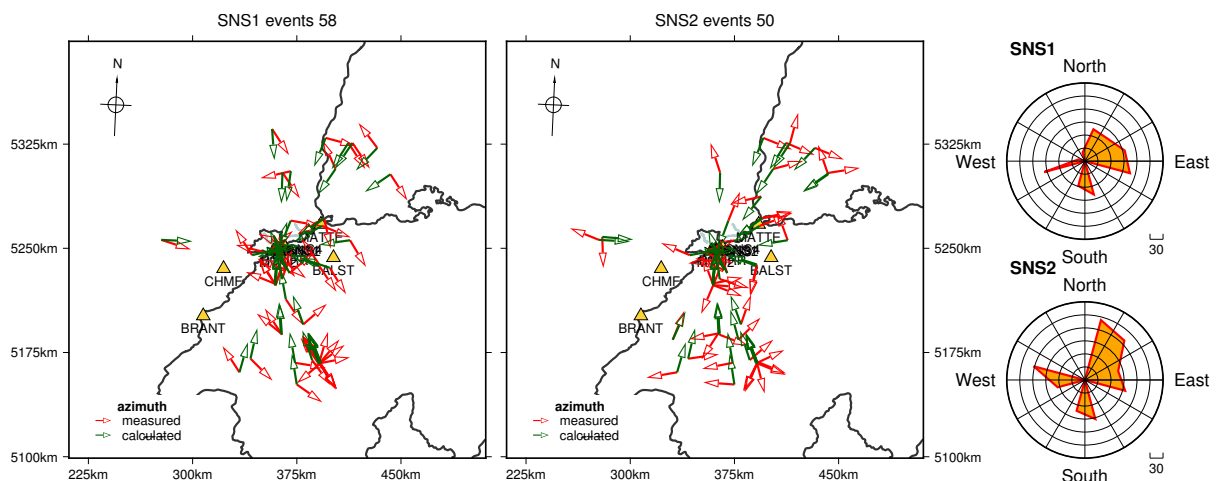 SNS1 events 58
SNS2 events 50
SNS1
North
West
East
South
30
SNS2
North
West
East
South
30
N
N
5325km
5250km
5175km
5100km
5325km
5250km
5175km
5100km
225km
300km
375km
450km
225km
300km
375km
450km
MATTE
BALST
CHMF
BRANT
MATTE
BALST
CHMF
BRANT
azimuth
measured
calculated
azimuth
measured
calculated